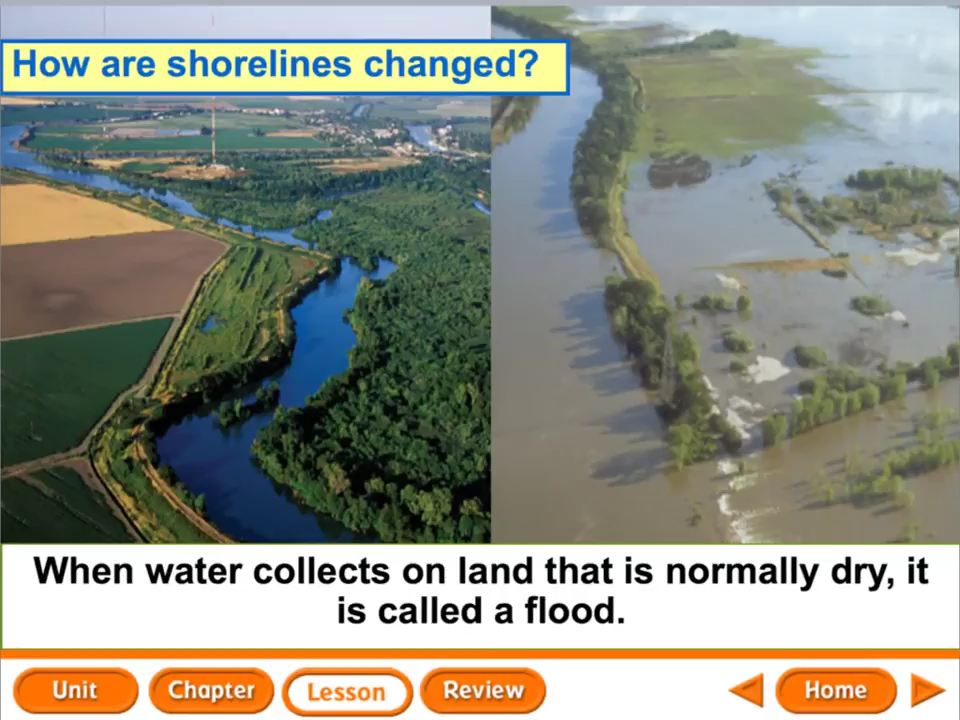 How are shorelines changed?
When water collects on land that is normally dry, it
is called a flood.
Unit
Chapter
Lesson
Review
Home